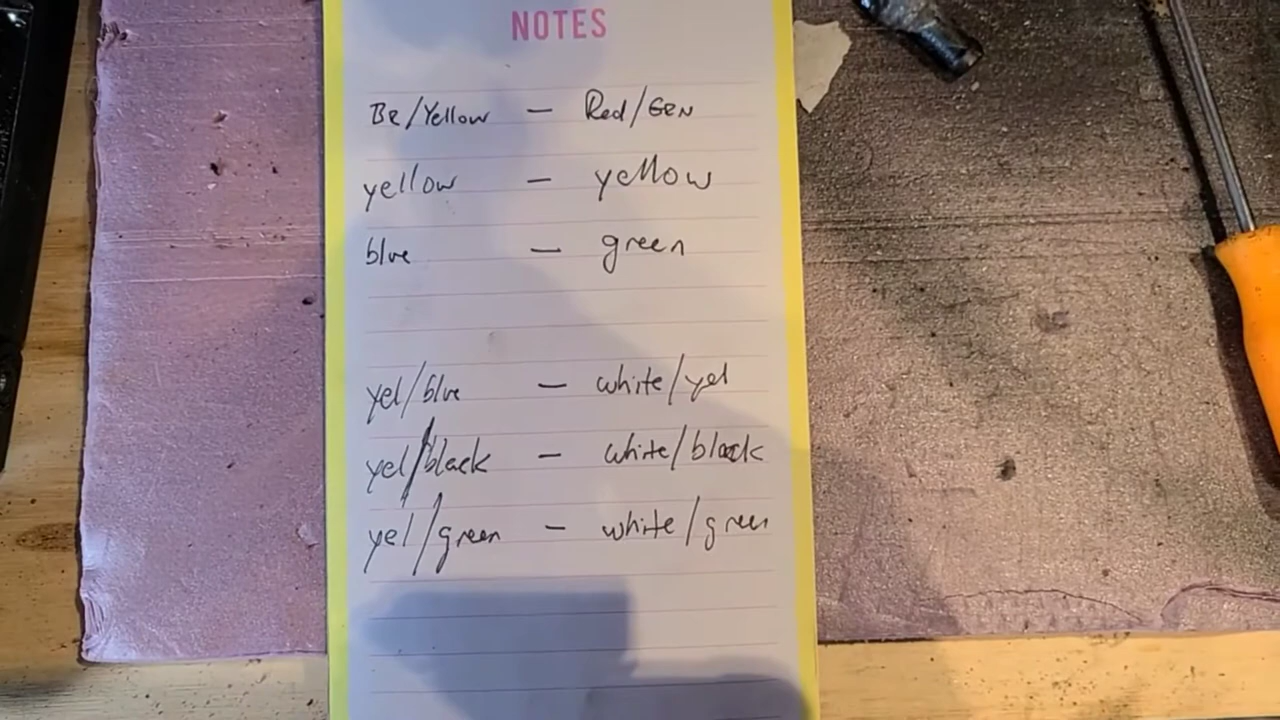 NOTES
Be/Yellow — Red/GRN
yellow — yellow
blue — green
yel/blue — white/yel
yel/black — white/black
yel/green — white/green